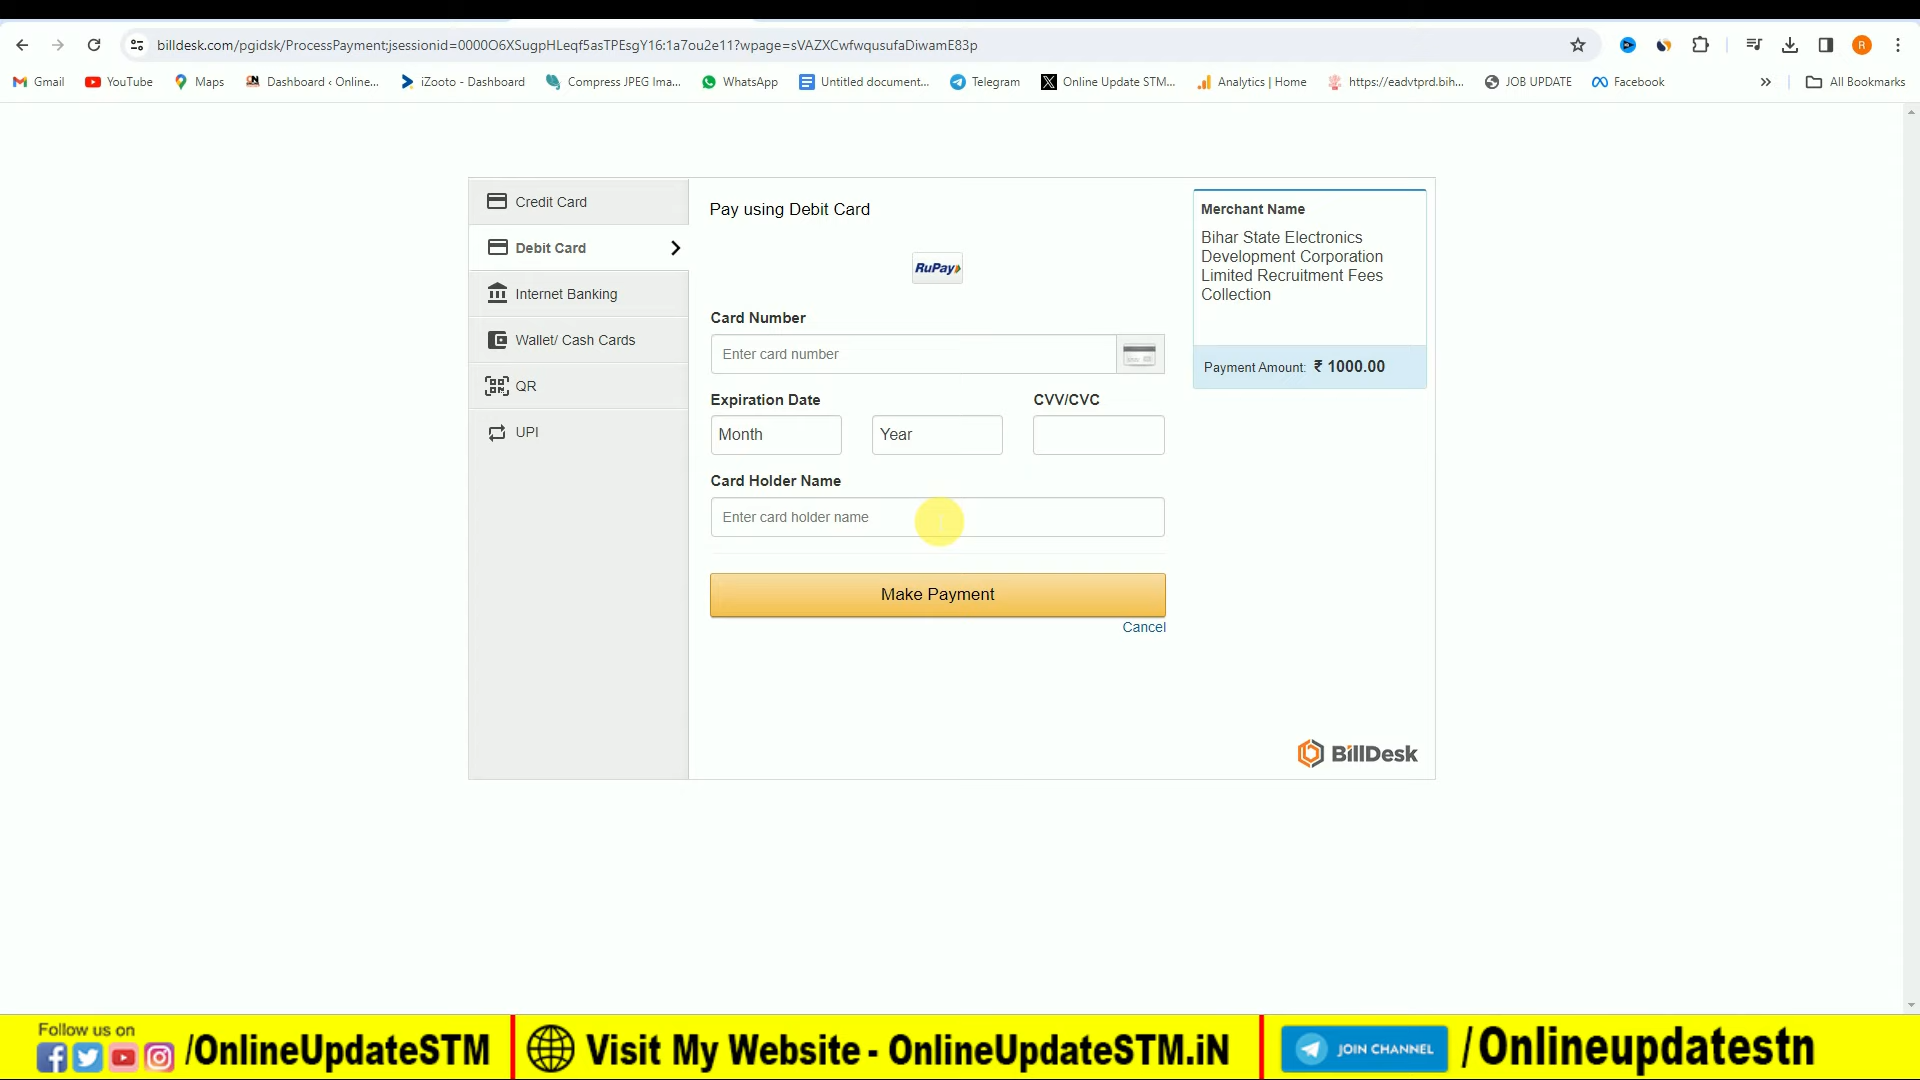 billdesk.com/pgidsk/ProcessPayment;jsessionid=0000O6XSugpHLeqf5asTPEsgY16:1a7ou2e11?wpage=sVAZXCwfwqusufaDiwamE83p
R
Gmail
YouTube
Maps
Dashboard ‹ Online...
iZooto - Dashboard
Compress JPEG Ima...
WhatsApp
Untitled document...
Telegram
Online Update STM...
Analytics | Home
https://eadvtprd.bih...
JOB UPDATE
Facebook
»
All Bookmarks
Credit Card
Debit Card
Internet Banking
Wallet/ Cash Cards
QR
UPI
Pay using Debit Card
RuPay
Card Number
Enter card number
Expiration Date
CVV/CVC
Month
Year
Card Holder Name
Enter card holder name
Make Payment
Cancel
Merchant Name
Bihar State Electronics
Development Corporation
Limited Recruitment Fees
Collection
Payment Amount: ₹ 1000.00
BillDesk
Follow us on
/OnlineUpdateSTM
Visit My Website - OnlineUpdateSTM.iN
JOIN CHANNEL
/Onlineupdatestn